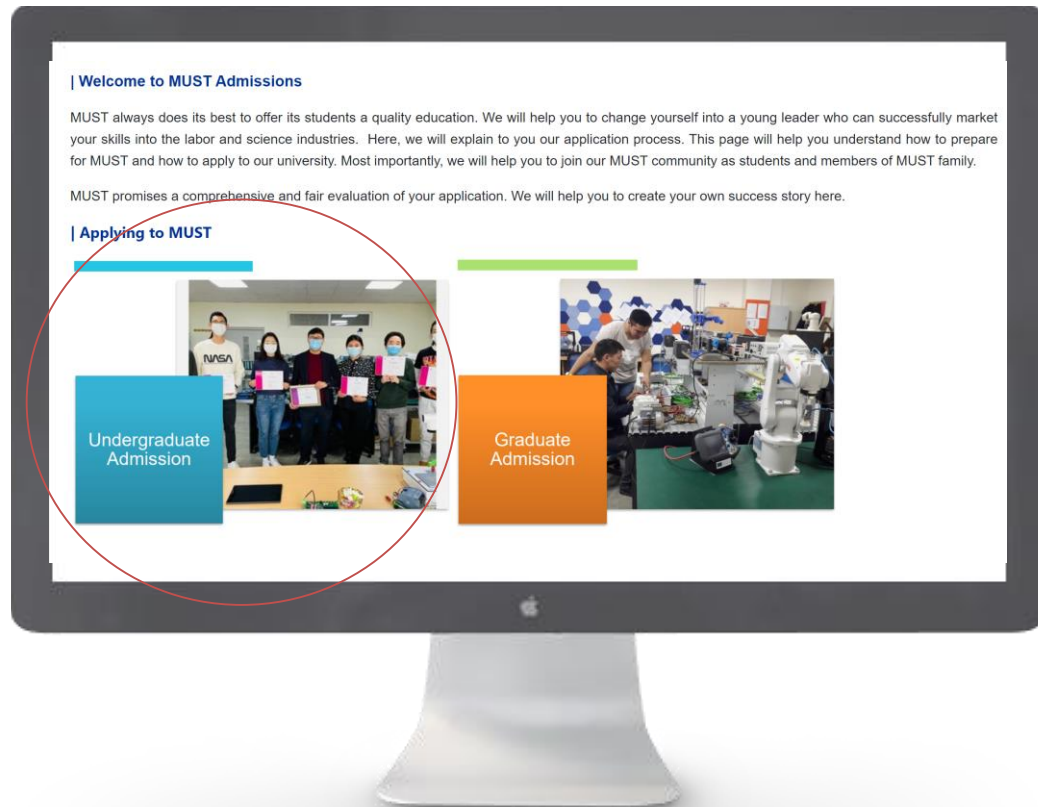 | Welcome to MUST Admissions
MUST always does its best to offer its students a quality education. We will help you to change yourself into a young leader who can successfully market
your skills into the labor and science industries. Here, we will explain to you our application process. This page will help you understand how to prepare
for MUST and how to apply to our university. Most importantly, we will help you to join our MUST community as students and members of MUST family.
MUST promises a comprehensive and fair evaluation of your application. We will help you to create your own success story here.
| Applying to MUST
NASA
Undergraduate
Admission
Graduate
Admission